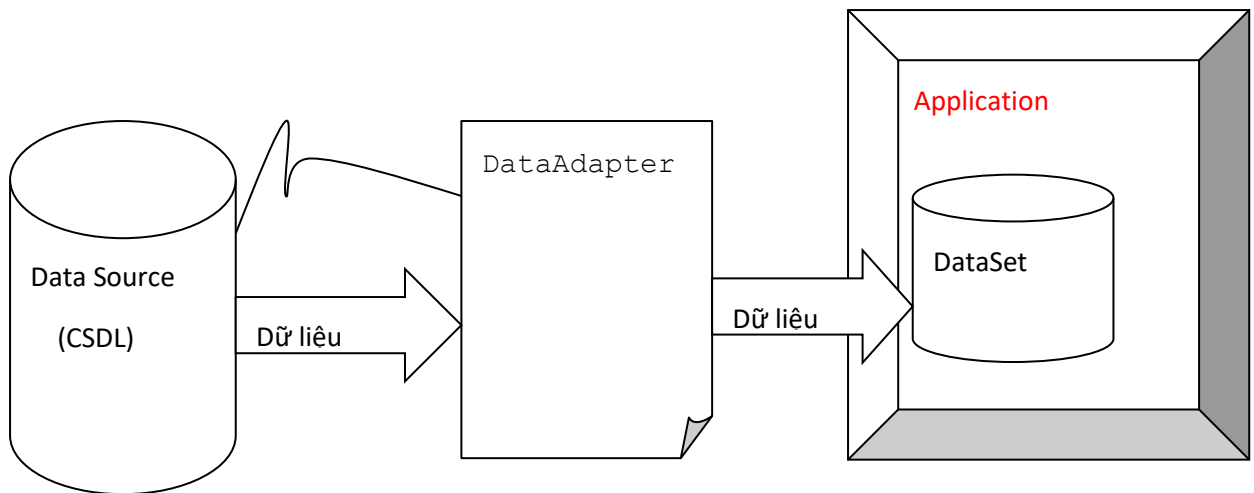 Data Source
(CSDL)
Dữ liệu
DataAdapter
Dữ liệu
Application
DataSet